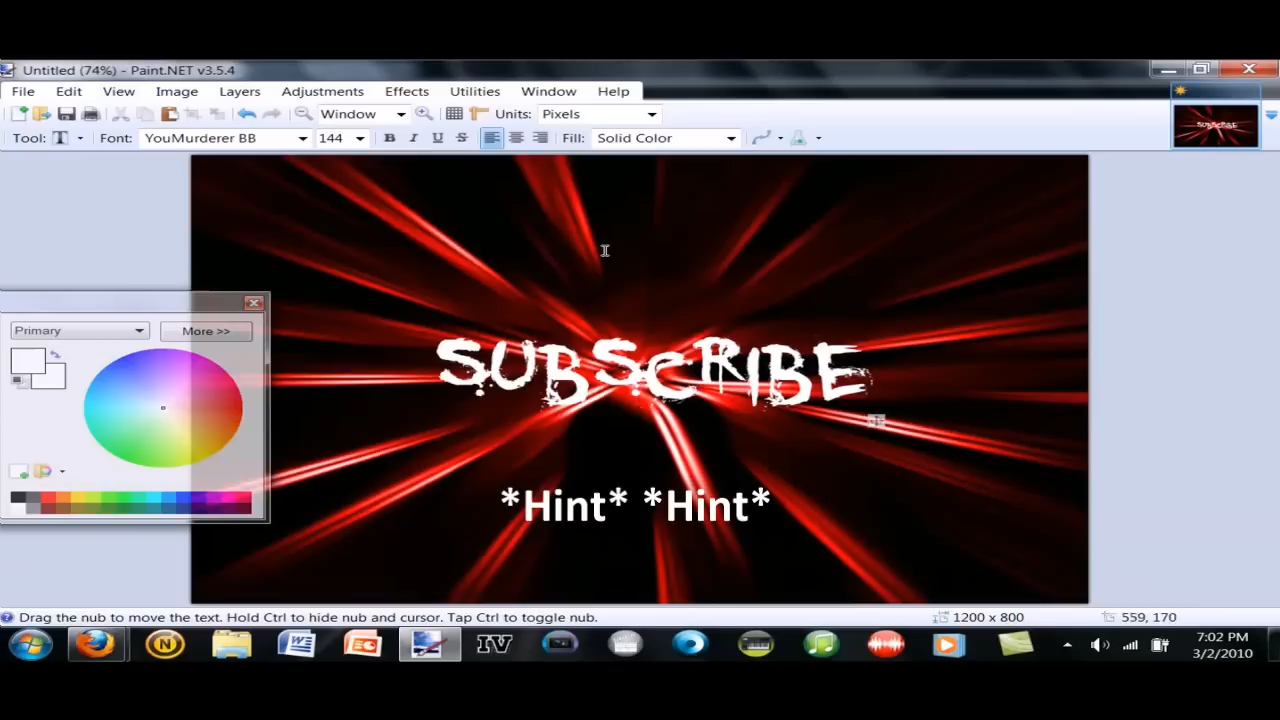 Untitled (74%) - Paint.NET v3.5.4
File Edit View Image Layers Adjustments Effects Utilities Window Help
Window Units: Pixels
Tool: T Font: YouMurderer BB 144 B I U S Fill: Solid Color
SUBSCRIBE
Primary More >>
SUBSCRIBE
*Hint* *Hint*
Drag the nub to move the text. Hold Ctrl to hide nub and cursor. Tap Ctrl to toggle nub. 1200 x 800 559, 170
N W P IV 7:02 PM
3/2/2010